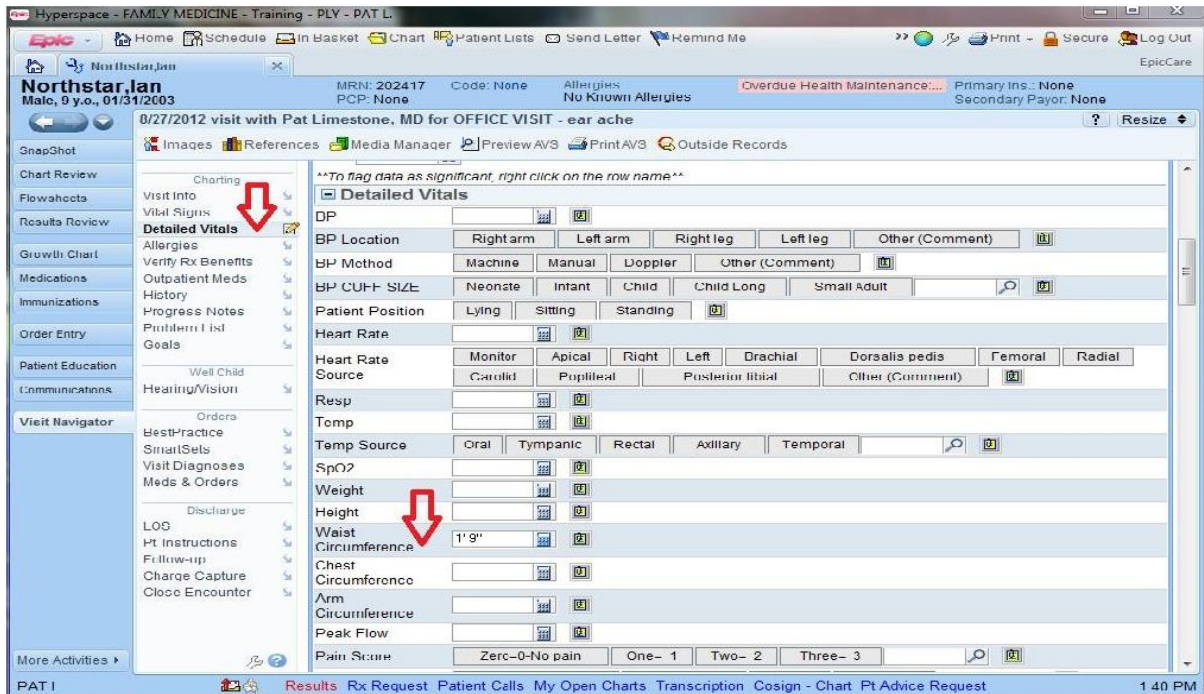 Epic Hyperspace - FAMILY MEDICINE - Training - PLY - PAT L.
Epic Home Schedule In Basket Chart Patient Lists Send Letter Remind Me Print Secure Log Out
Northstar,Ian EpicCare
Northstar,Ian MRN: 202417 Code: None Allergies Overdue Health Maintenance:... Primary Ins.: None
Male, 9 y.o., 01/31/2003 PCP: None No Known Allergies Secondary Payor: None
8/27/2012 visit with Pat Limestone, MD for OFFICE VISIT - ear ache ? Resize
Images References Media Manager Preview AVS Print AVS Outside Records
SnapShot
Chart Review
Flowsheets
Results Review
Growth Chart
Medications
Immunizations
Order Entry
Patient Education
Communications
Visit Navigator
More Activities
Charting
Visit Info
Vital Signs
Detailed Vitals
Allergies
Verify Rx Benefits
Outpatient Meds
History
Progress Notes
Problem List
Goals
Well Child
Hearing/Vision
Orders
BestPractice
SmartSets
Visit Diagnoses
Meds & Orders
Discharge
LOS
Pt Instructions
Follow-up
Charge Capture
Close Encounter
**To flag data as significant, right click on the row name**
Detailed Vitals
BP
BP Location Right arm Left arm Right leg Left leg Other (Comment)
BP Method Machine Manual Doppler Other (Comment)
BP CUFF SIZE Neonate Infant Child Child Long Small Adult
Patient Position Lying Sitting Standing
Heart Rate
Heart Rate Source Monitor Apical Right Left Brachial Dorsalis pedis Femoral Radial
Carotid Popliteal Posterior tibial Other (Comment)
Resp
Temp
Temp Source Oral Tympanic Rectal Axillary Temporal
SpO2
Weight
Height
Waist Circumference 1' 9"
Chest Circumference
Arm Circumference
Peak Flow
Pain Score Zero=0-No pain One= 1 Two= 2 Three= 3
PAT l Results Rx Request Patient Calls My Open Charts Transcription Cosign - Chart Pt Advice Request 1:40 PM